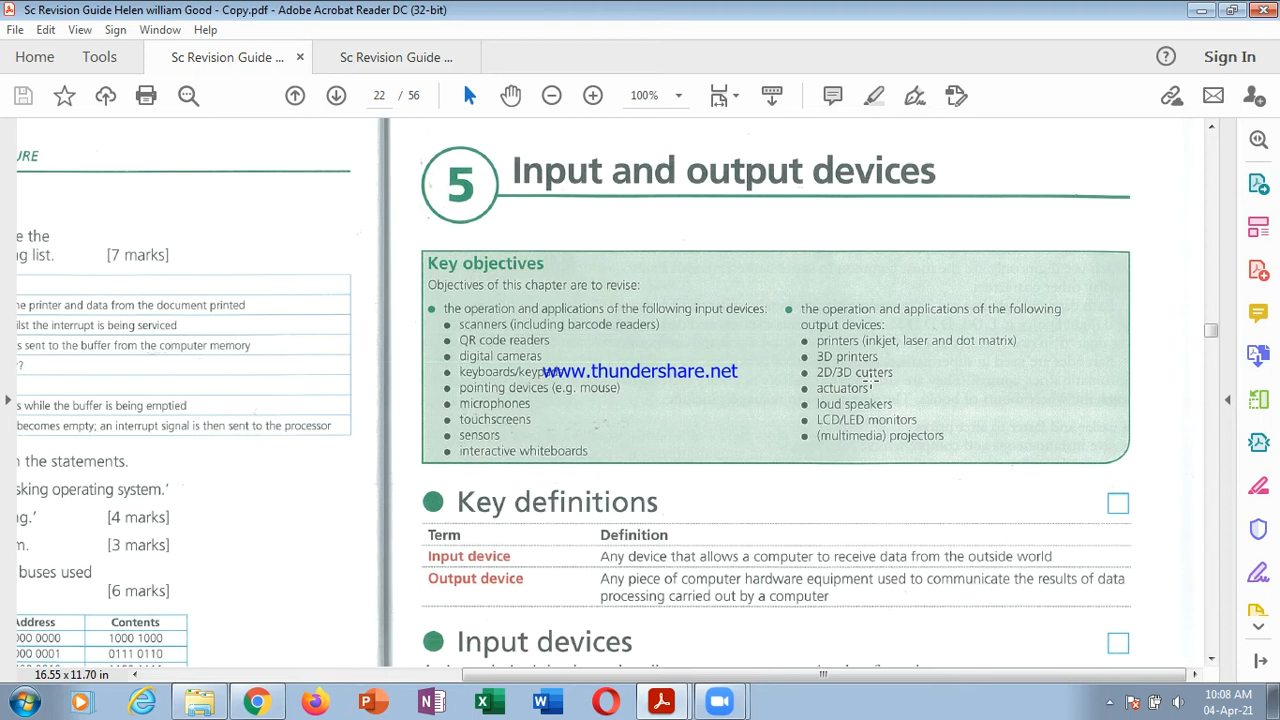 Sc Revision Guide Helen william Good - Copy.pdf - Adobe Acrobat Reader DC (32-bit)
File Edit View Sign Window Help
Home Tools Sc Revision Guide ... × Sc Revision Guide ... Sign In
22 / 56 100%
URE
e the
ng list. [7 marks]
ne printer and data from the document printed
ilst the interrupt is being serviced
s sent to the buffer from the computer memory
??
s while the buffer is being emptied
becomes empty; an interrupt signal is then sent to the processor
n the statements.
sking operating system.'
ng.' [4 marks]
m. [3 marks]
buses used
[6 marks]
Address Contents
000 0000 1000 1000
000 0001 0111 0110
5 Input and output devices
Key objectives
Objectives of this chapter are to revise:
the operation and applications of the following input devices:
scanners (including barcode readers)
QR code readers
digital cameras
keyboards/keypads
pointing devices (e.g. mouse)
microphones
touchscreens
sensors
interactive whiteboards
the operation and applications of the following
output devices:
printers (inkjet, laser and dot matrix)
3D printers
2D/3D cutters
actuators
loud speakers
LCD/LED monitors
(multimedia) projectors
www.thundershare.net
Key definitions
Term Definition
Input device Any device that allows a computer to receive data from the outside world
Output device Any piece of computer hardware equipment used to communicate the results of data
processing carried out by a computer
Input devices
16.55 x 11.70 in
10:08 AM
04-Apr-21